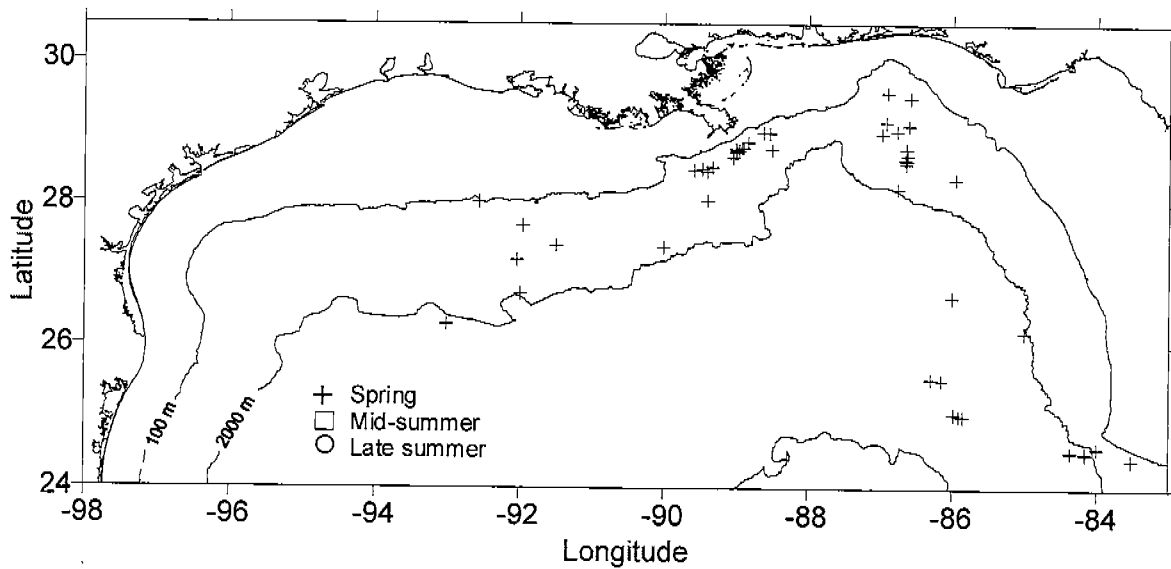 30
28
26
24
Latitude
100 m
2000 m
Spring
Mid-summer
Late summer
-98 -96 -94 -92 -90 -88 -86 -84
Longitude